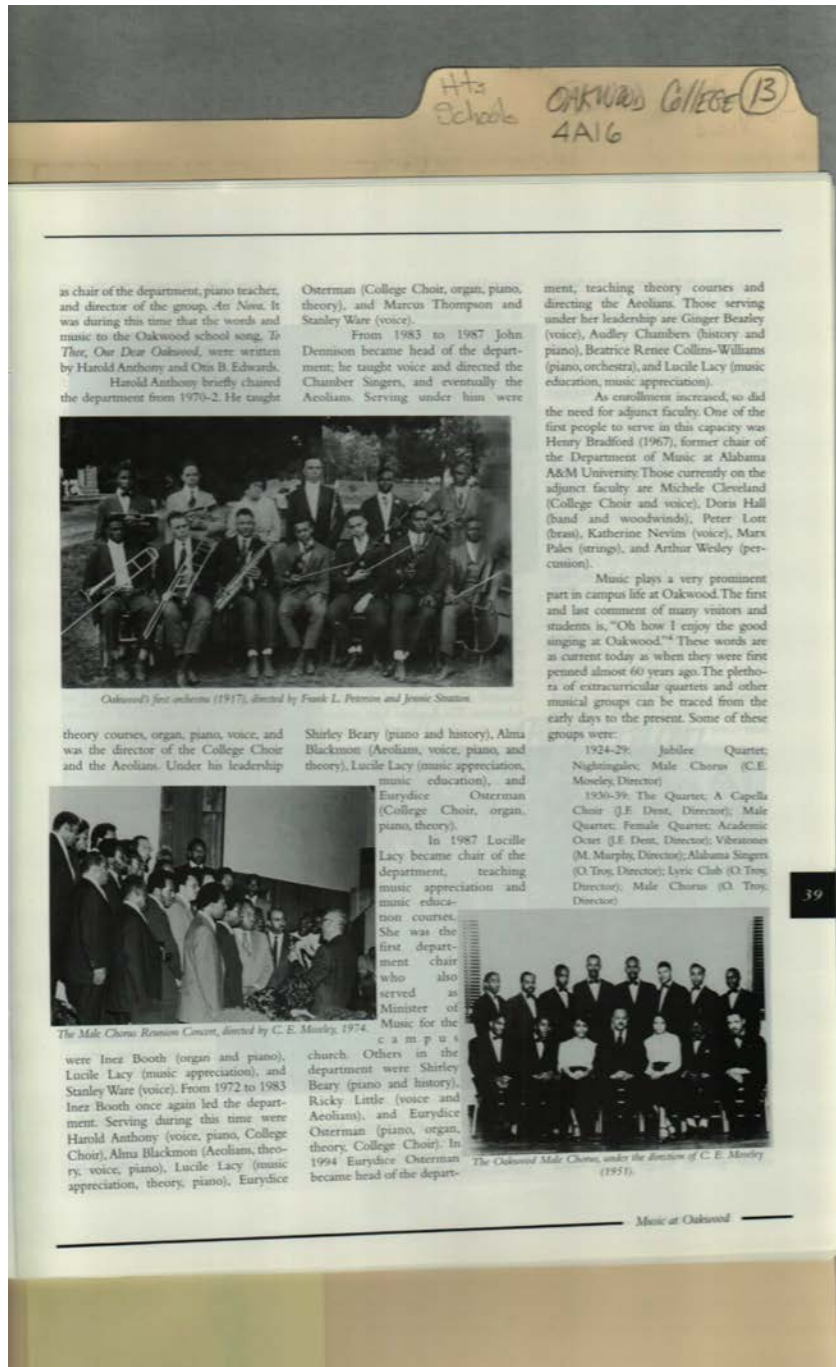 Hts
Schools
OAKWOOD College 13
4A16
as chair of the department, piano teacher,
and director of the group, Ars Nova. It
was during this time that the words and
music to the Oakwood school song, To
Thee, Our Dear Oakwood, were written
by Harold Anthony and Otis B. Edwards.
Harold Anthony briefly chaired
the department from 1970-2. He taught
Oakwood's first orchestra (1917), directed by Frank L. Peterson and Jennie Stratton.
theory courses, organ, piano, voice, and
was the director of the College Choir
and the Aeolians. Under his leadership
The Male Chorus Reunion Concert, directed by C. E. Moseley, 1974.
were Inez Booth (organ and piano),
Lucile Lacy (music appreciation), and
Stanley Ware (voice). From 1972 to 1983
Inez Booth once again led the depart-
ment. Serving during this time were
Harold Anthony (voice, piano, College
Choir), Alma Blackmon (Aeolians, theo-
ry, voice, piano), Lucile Lacy (music
appreciation, theory, piano), Eurydice
Osterman (College Choir, organ, piano,
theory), and Marcus Thompson and
Stanley Ware (voice).
From 1983 to 1987 John
Dennison became head of the depart-
ment; he taught voice and directed the
Chamber Singers, and eventually the
Aeolians. Serving under him were
Shirley Beary (piano and history), Alma
Blackmon (Aeolians, voice, piano, and
theory), Lucile Lacy (music appreciation,
music education), and
Eurydice Osterman
(College Choir, organ,
piano, theory).
In 1987 Lucille
Lacy became chair of the
department, teaching
music appreciation and
music educa-
tion courses.
She was the
first depart-
ment chair
who also
served as
Minister of
Music for the
campus
church. Others in the
department were Shirley
Beary (piano and history),
Ricky Little (voice and
Aeolians), and Eurydice
Osterman (piano, organ,
theory, College Choir). In
1994 Eurydice Osterman
became head of the depart-
ment, teaching theory courses and
directing the Aeolians. Those serving
under her leadership are Ginger Beazley
(voice), Audley Chambers (history and
piano), Beatrice Renee Collins-Williams
(piano, orchestra), and Lucile Lacy (music
education, music appreciation).
As enrollment increased, so did
the need for adjunct faculty. One of the
first people to serve in this capacity was
Henry Bradford (1967), former chair of
the Department of Music at Alabama
A&M University. Those currently on the
adjunct faculty are Michele Cleveland
(College Choir and voice), Doris Hall
(band and woodwinds), Peter Lott
(brass), Katherine Nevins (voice), Marx
Pales (strings), and Arthur Wesley (per-
cussion).
Music plays a very prominent
part in campus life at Oakwood. The first
and last comment of many visitors and
students is, "Oh how I enjoy the good
singing at Oakwood."⁴ These words are
as current today as when they were first
penned almost 60 years ago. The pletho-
ra of extracurricular quartets and other
musical groups can be traced from the
early days to the present. Some of these
groups were:
1924-29: Jubilee Quartet;
Nightingales; Male Chorus (C.E.
Moseley, Director)
1930-39: The Quartet; A Capella
Choir (J.F. Dent, Director); Male
Quartet; Female Quartet; Academic
Octet (J.F. Dent, Director); Vibratones
(M. Murphy, Director); Alabama Singers
(O. Troy, Director); Lyric Club (O. Troy,
Director); Male Chorus (O. Troy,
Director)
39
The Oakwood Male Chorus, under the direction of C. E. Moseley
(1951).
Music at Oakwood